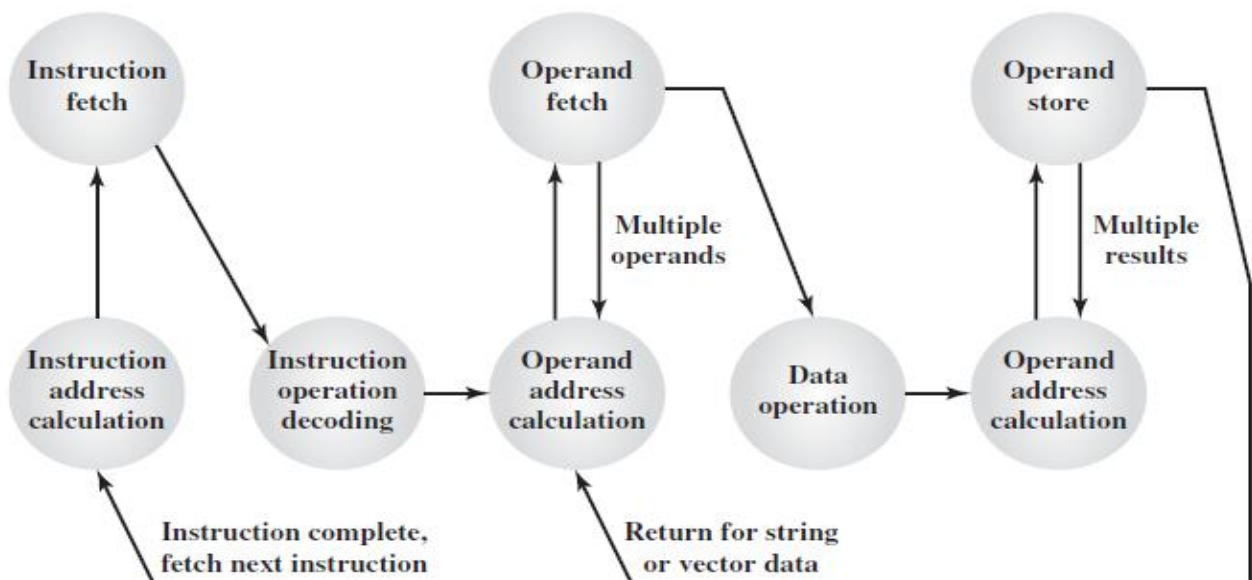 Instruction
fetch
Operand
fetch
Operand
store
Multiple
operands
Multiple
results
Instruction
address
calculation
Instruction
operation
decoding
Operand
address
calculation
Data
operation
Operand
address
calculation
Instruction complete,
fetch next instruction
Return for string
or vector data